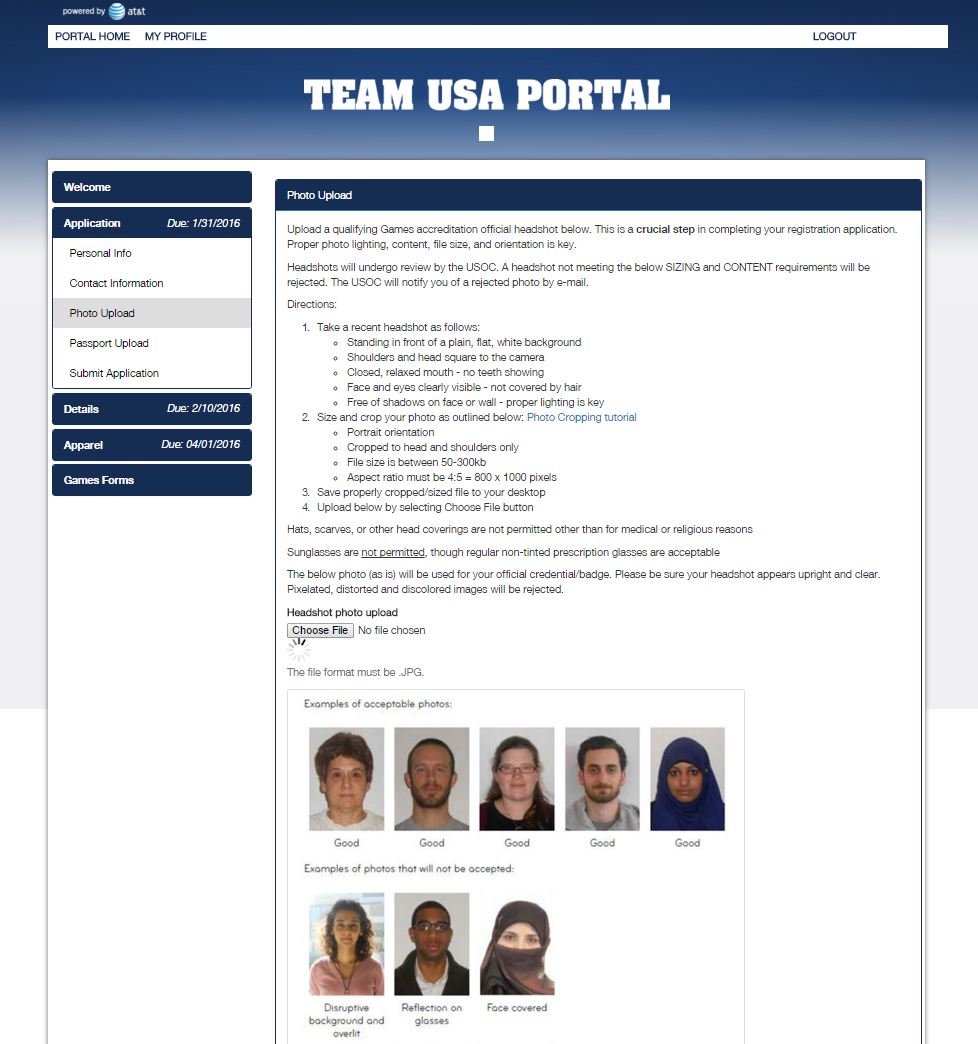 powered by at&t
PORTAL HOME MY PROFILE LOGOUT
TEAM USA PORTAL
Welcome
Application Due: 1/31/2016
Personal Info
Contact Information
Photo Upload
Passport Upload
Submit Application
Details Due: 2/10/2016
Apparel Due: 04/01/2016
Games Forms
Photo Upload
Upload a qualifying Games accreditation official headshot below. This is a crucial step in completing your registration application.
Proper photo lighting, content, file size, and orientation is key.
Headshots will undergo review by the USOC. A headshot not meeting the below SIZING and CONTENT requirements will be
rejected. The USOC will notify you of a rejected photo by e-mail.
Directions:
1. Take a recent headshot as follows:
Standing in front of a plain, flat, white background
Shoulders and head square to the camera
Closed, relaxed mouth - no teeth showing
Face and eyes clearly visible - not covered by hair
Free of shadows on face or wall - proper lighting is key
2. Size and crop your photo as outlined below: Photo Cropping tutorial
Portrait orientation
Cropped to head and shoulders only
File size is between 50-300kb
Aspect ratio must be 4:5 = 800 x 1000 pixels
3. Save properly cropped/sized file to your desktop
4. Upload below by selecting Choose File button
Hats, scarves, or other head coverings are not permitted other than for medical or religious reasons
Sunglasses are not permitted, though regular non-tinted prescription glasses are acceptable
The below photo (as is) will be used for your official credential/badge. Please be sure your headshot appears upright and clear.
Pixelated, distorted and discolored images will be rejected.
Headshot photo upload
Choose File No file chosen
The file format must be .JPG.
Examples of acceptable photos:
Good Good Good Good Good
Examples of photos that will not be accepted:
Disruptive background and overlit
Reflection on glasses
Face covered